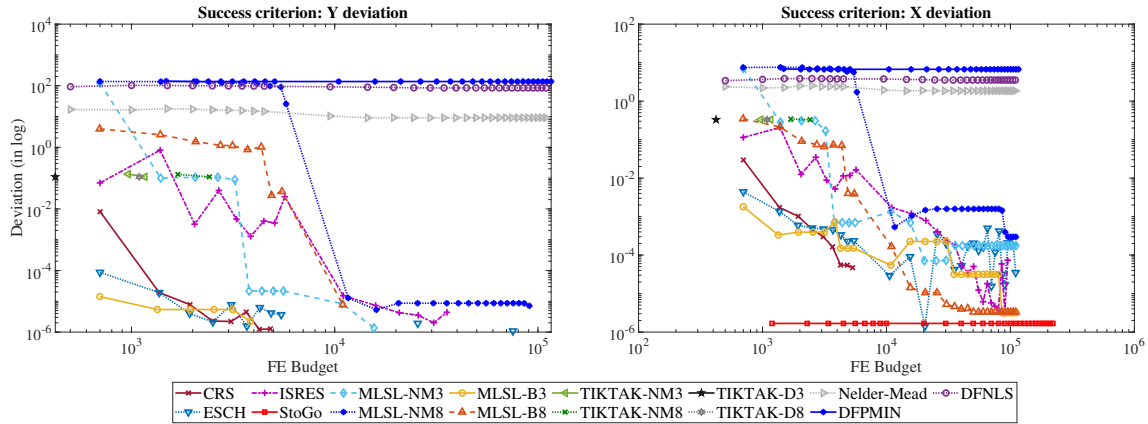 Success criterion: Y deviation
Success criterion: X deviation
Deviation (in log)
10^4
10^2
10^0
10^-2
10^-4
10^-6
10^3
10^4
10^5
FE Budget
10^2
10^0
10^-2
10^-4
10^-6
10^2
10^3
10^4
10^5
10^6
FE Budget
CRS ISRES MLSL-NM3 MLSL-B3 TIKTAK-NM3 TIKTAK-D3 Nelder-Mead DFNLS
ESCH StoGo MLSL-NM8 MLSL-B8 TIKTAK-NM8 TIKTAK-D8 DFPMIN